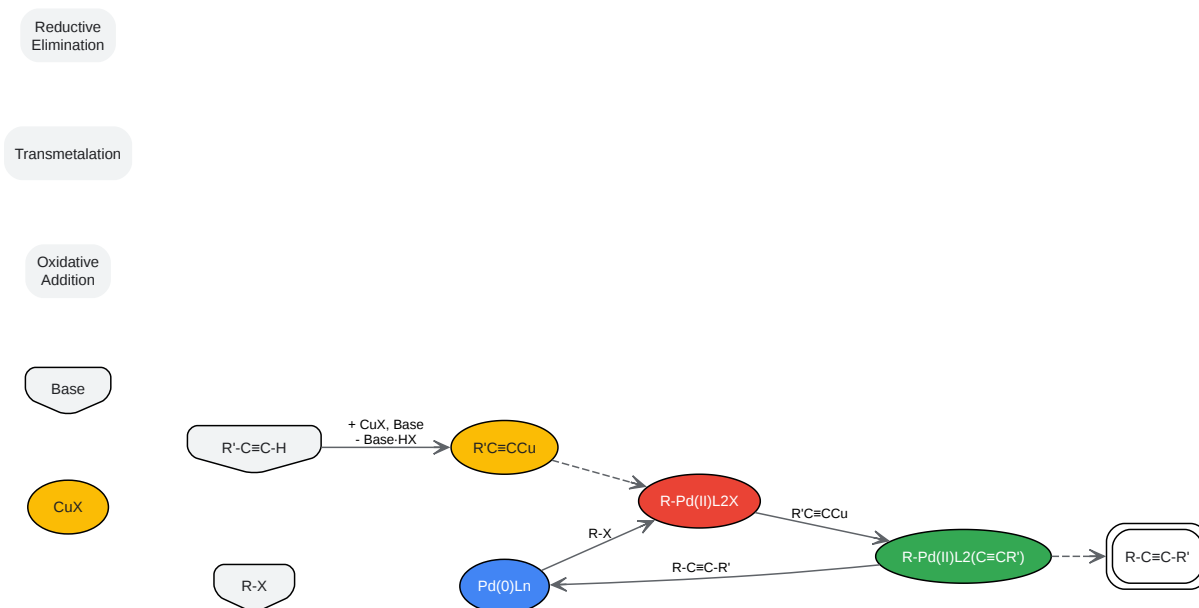 Reductive
Elimination
Transmetalation
Oxidative
Addition
Base
R'-C≡C-H
+ CuX, Base
- Base·HX
R'C≡CCu
CuX
R-Pd(II)L2X
R'C≡CCu
R-X
R-Pd(II)L2(C≡CR')
R-C≡C-R'
R-C≡C-R'
R-X
Pd(0)Ln